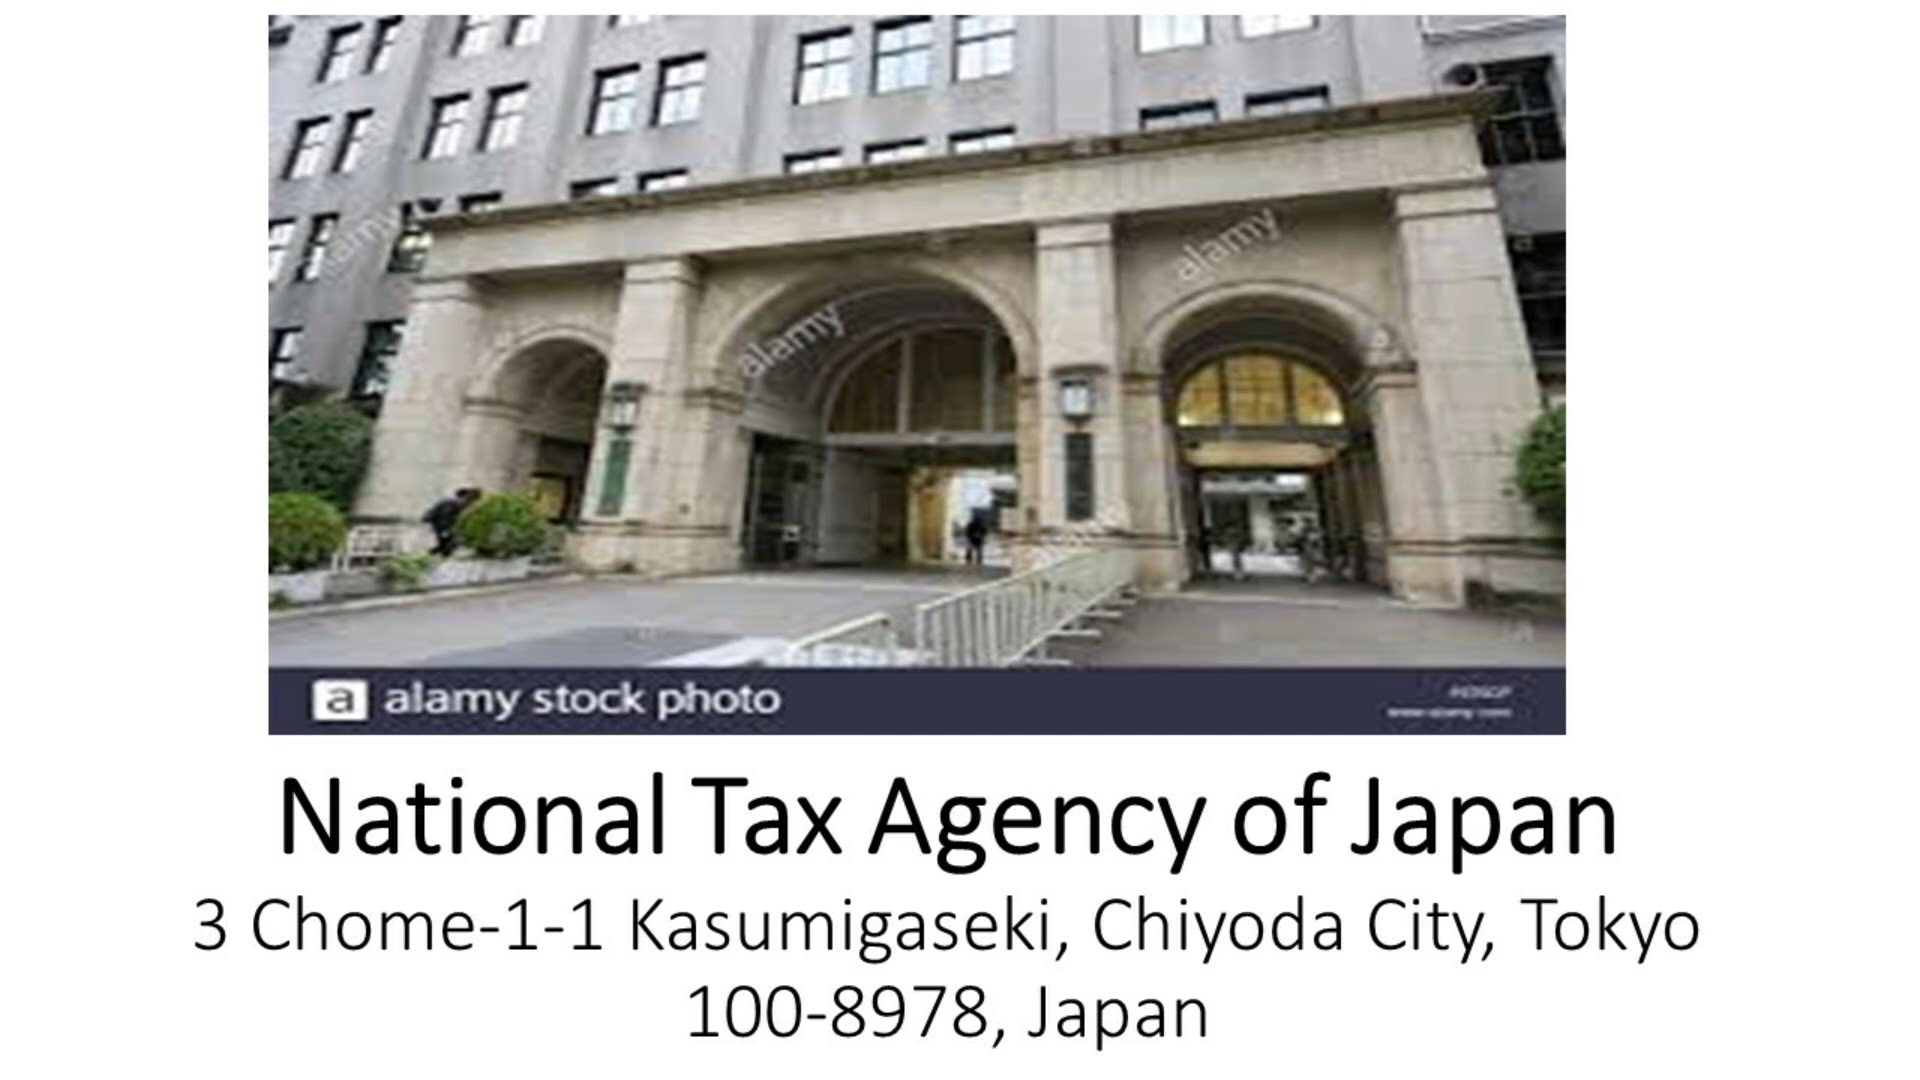 alamy
alamy
alamy
a alamy stock photo
National Tax Agency of Japan
3 Chome-1-1 Kasumigaseki, Chiyoda City, Tokyo
100-8978, Japan